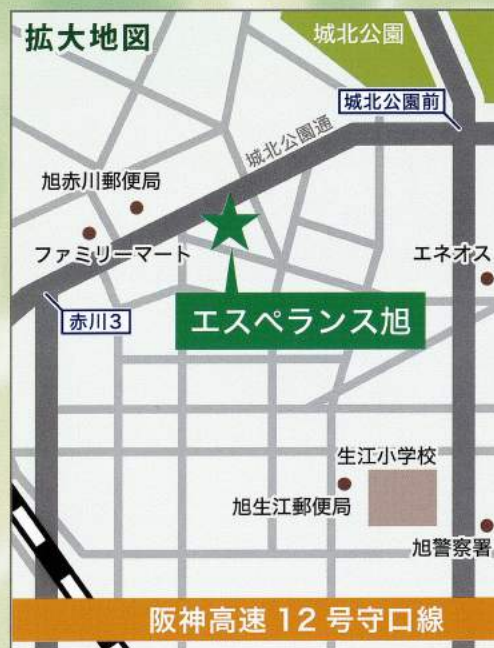 拡大地図
城北公園
城北公園前
城北公園通
旭赤川郵便局
ファミリーマート
エネオス
赤川3
エスペランス旭
生江小学校
旭生江郵便局
旭警察署
阪神高速 12 号守口線